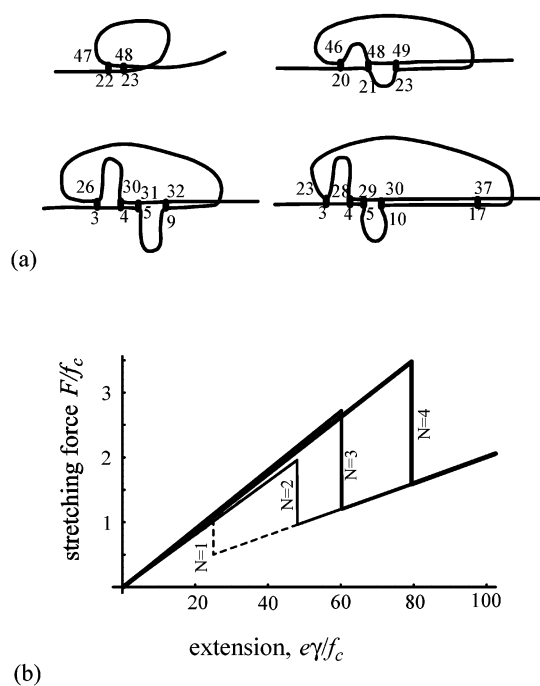 47 48
22 23
46 48 49
20 21 23
26 30 31 32
3 4 5 9
23 28 29 30 37
3 4 5 10 17
(a)
stretching force F/fc
3
2
1
N=1
N=2
N=3
N=4
20 40 60 80 100
extension, eγ/fc
(b)